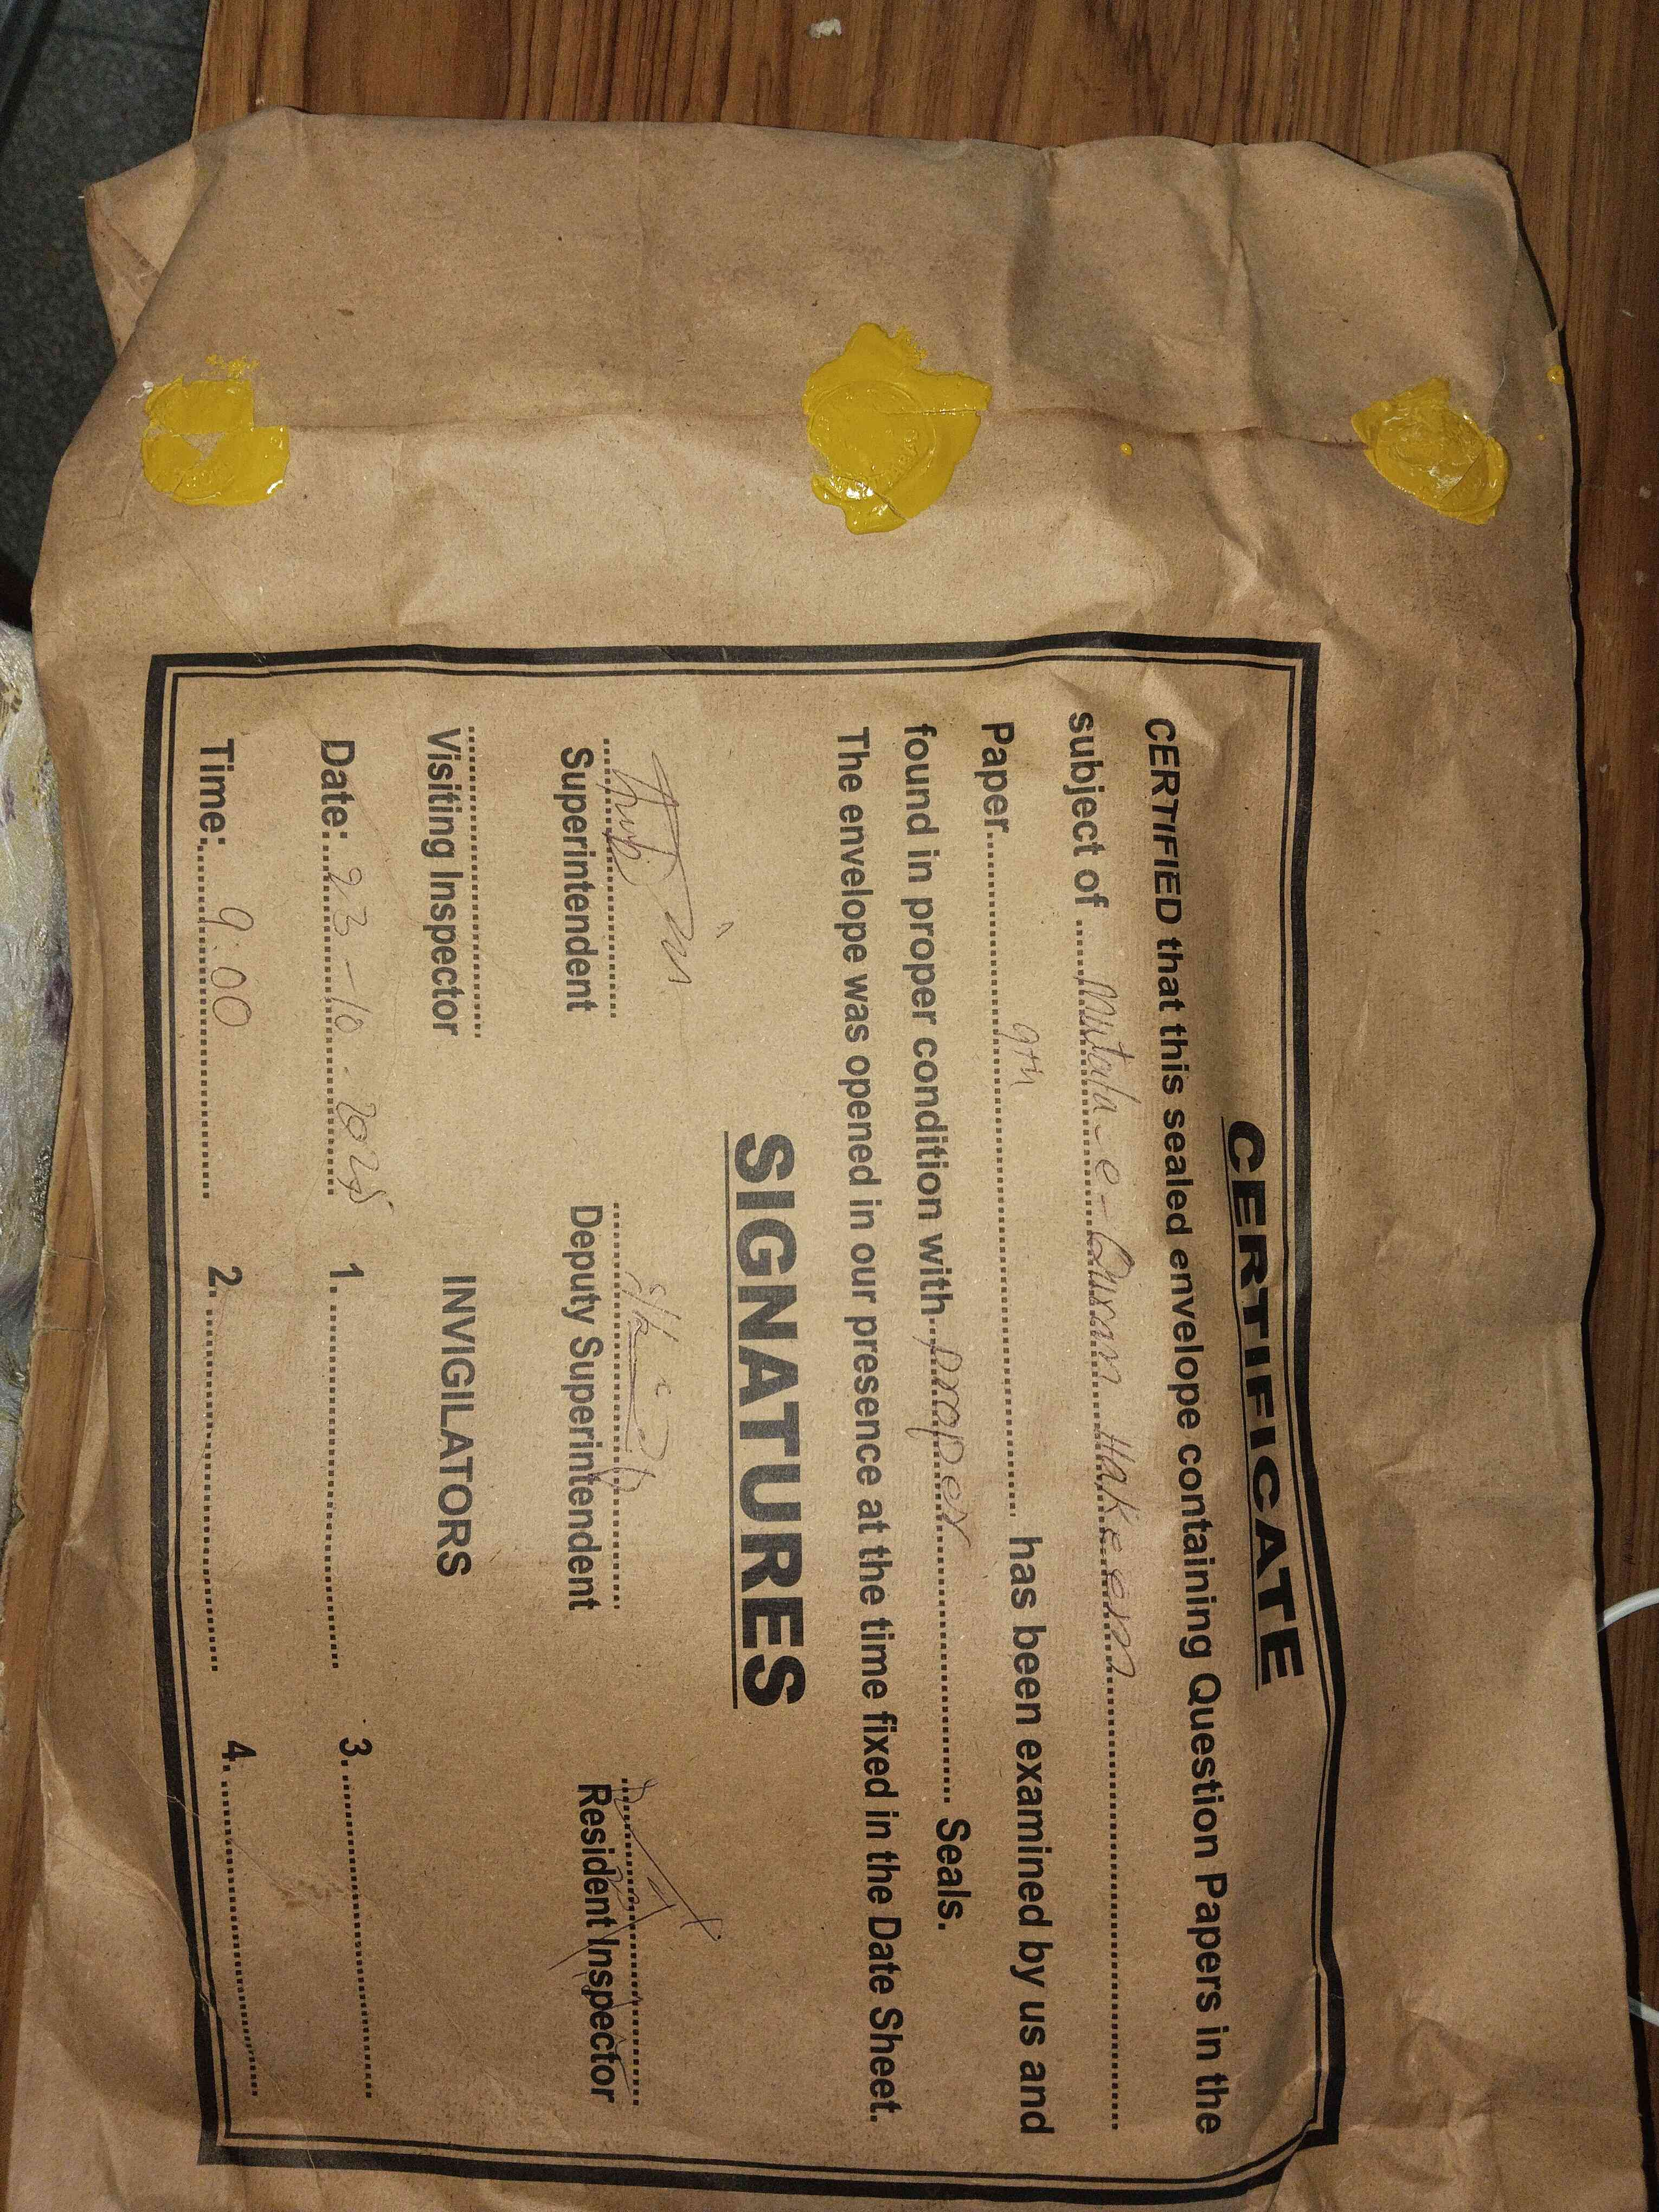 CERTIFICATE
CERTIFIED that this sealed envelope containing Question Papers in the
subject of ..... Mutala-e-Quran Hakeem .....
Paper..... 9th ..... has been examined by us and
found in proper condition with..... proper ..... Seals.
The envelope was opened in our presence at the time fixed in the Date Sheet.
SIGNATURES
Superintendent Deputy Superintendent Resident Inspector
Visiting Inspector INVIGILATORS
Date: 23-10-2025 1. ..... 3. .....
Time: 9:00 2. ..... 4. .....